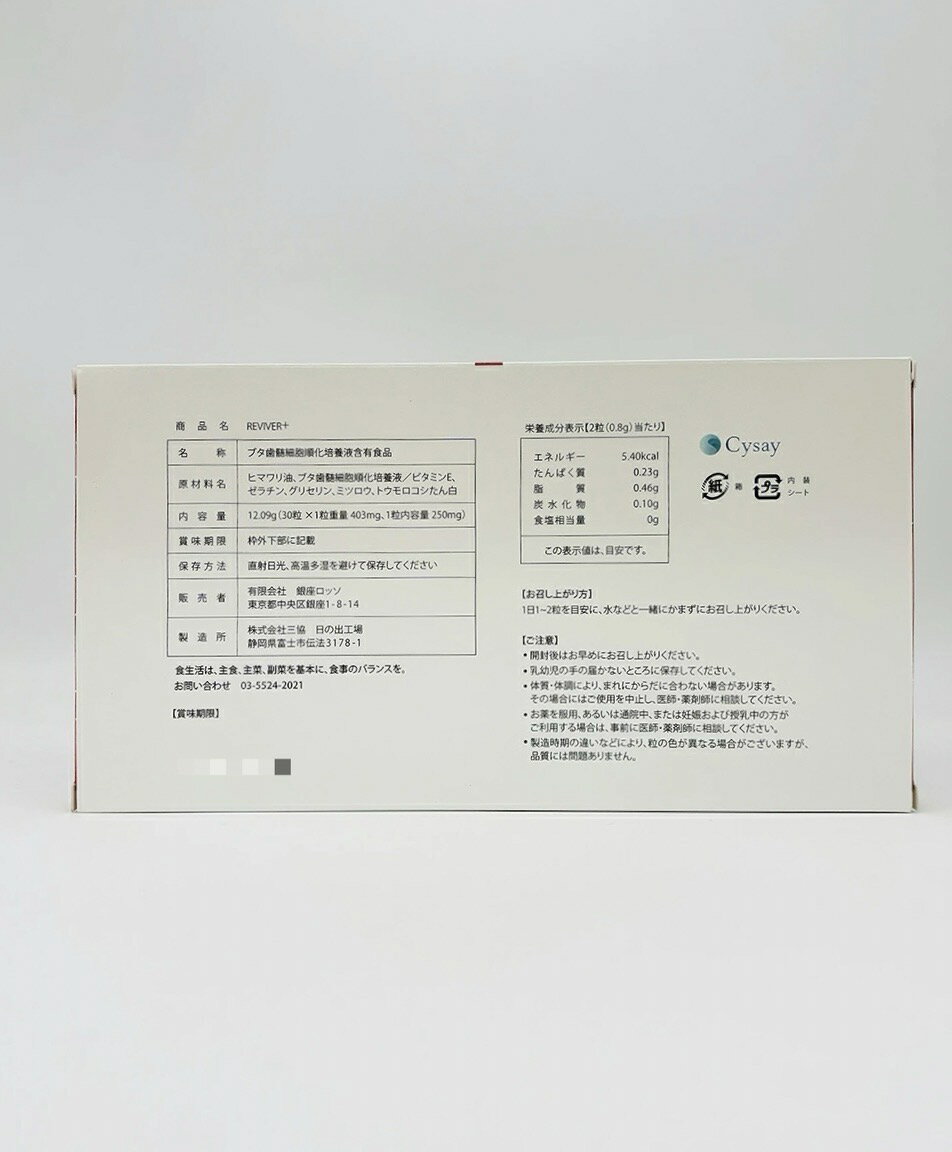 商品名 REVIVER+
名称 ブタ歯髄細胞順化培養液含有食品
原材料名 ヒマワリ油、ブタ歯髄細胞順化培養液／ビタミンE、
ゼラチン、グリセリン、ミツロウ、トウモロコシたん白
内容量 12.09g(30粒×1粒重量 403mg、1粒内容量 250mg)
賞味期限 枠外下部に記載
保存方法 直射日光、高温多湿を避けて保存してください
販売者 有限会社 銀座ロッソ
東京都中央区銀座1-8-14
製造所 株式会社三協 日の出工場
静岡県富士市伝法3178-1
食生活は、主食、主菜、副菜を基本に、食事のバランスを。
お問い合わせ 03-5524-2021
【賞味期限】
栄養成分表示【2粒(0.8g)当たり】
エネルギー 5.40kcal
たんぱく質 0.23g
脂質 0.46g
炭水化物 0.10g
食塩相当量 0g
この表示値は、目安です。
Cysay
紙 箱 プラ 内装
シート
【お召し上がり方】
1日1~2粒を目安に、水などと一緒にかまずにお召し上がりください。
【ご注意】
•開封後はお早めにお召し上がりください。
•乳幼児の手の届かないところに保存してください。
•体質・体調により、まれにからだに合わない場合があります。
その場合にはご使用を中止し、医師・薬剤師に相談してください。
•お薬を服用、あるいは通院中、または妊娠および授乳中の方が
ご利用する場合は、事前に医師・薬剤師に相談してください。
•製造時期の違いなどにより、粒の色が異なる場合がございますが、
品質には問題ありません。